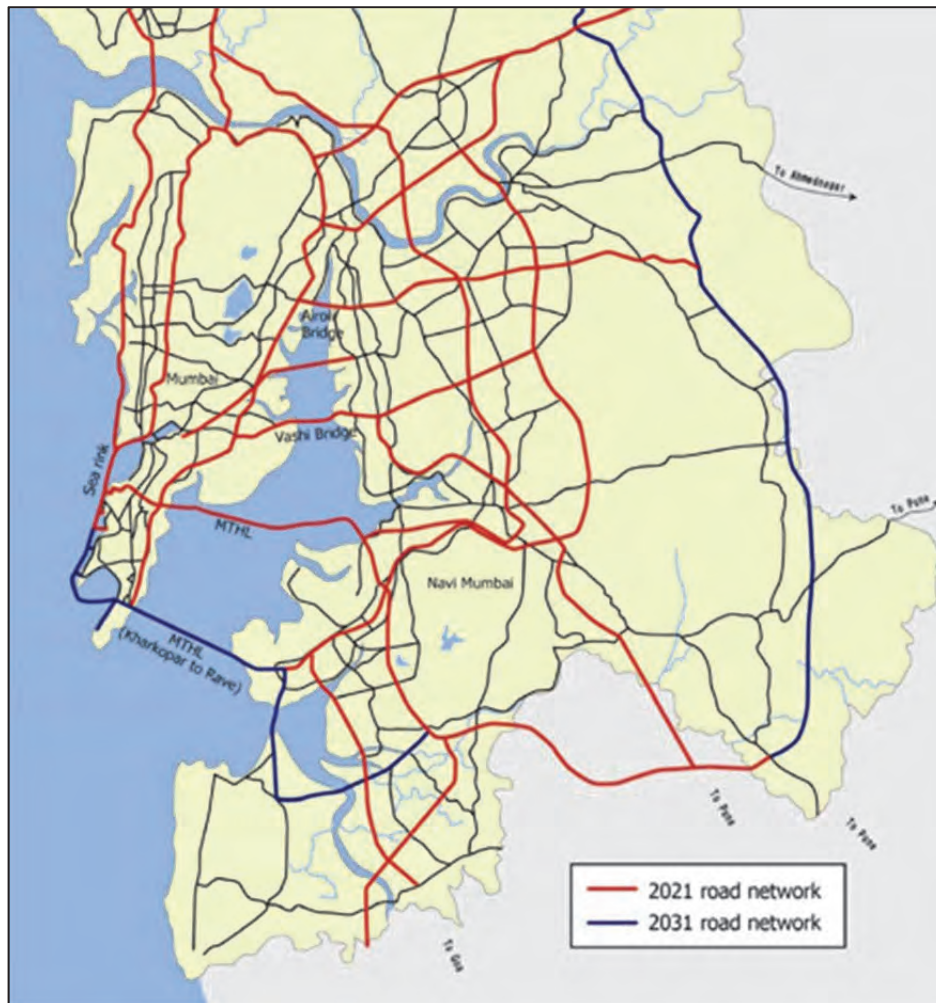 To Ahmednagar
Airoli
Bridge
Mumbai
Vashi Bridge
Sea rink
To Pune
MTHL
Navi Mumbai
MTHL
(Kharkopar to Rave)
To Pune
To Pune
2021 road network
2031 road network
To Goa